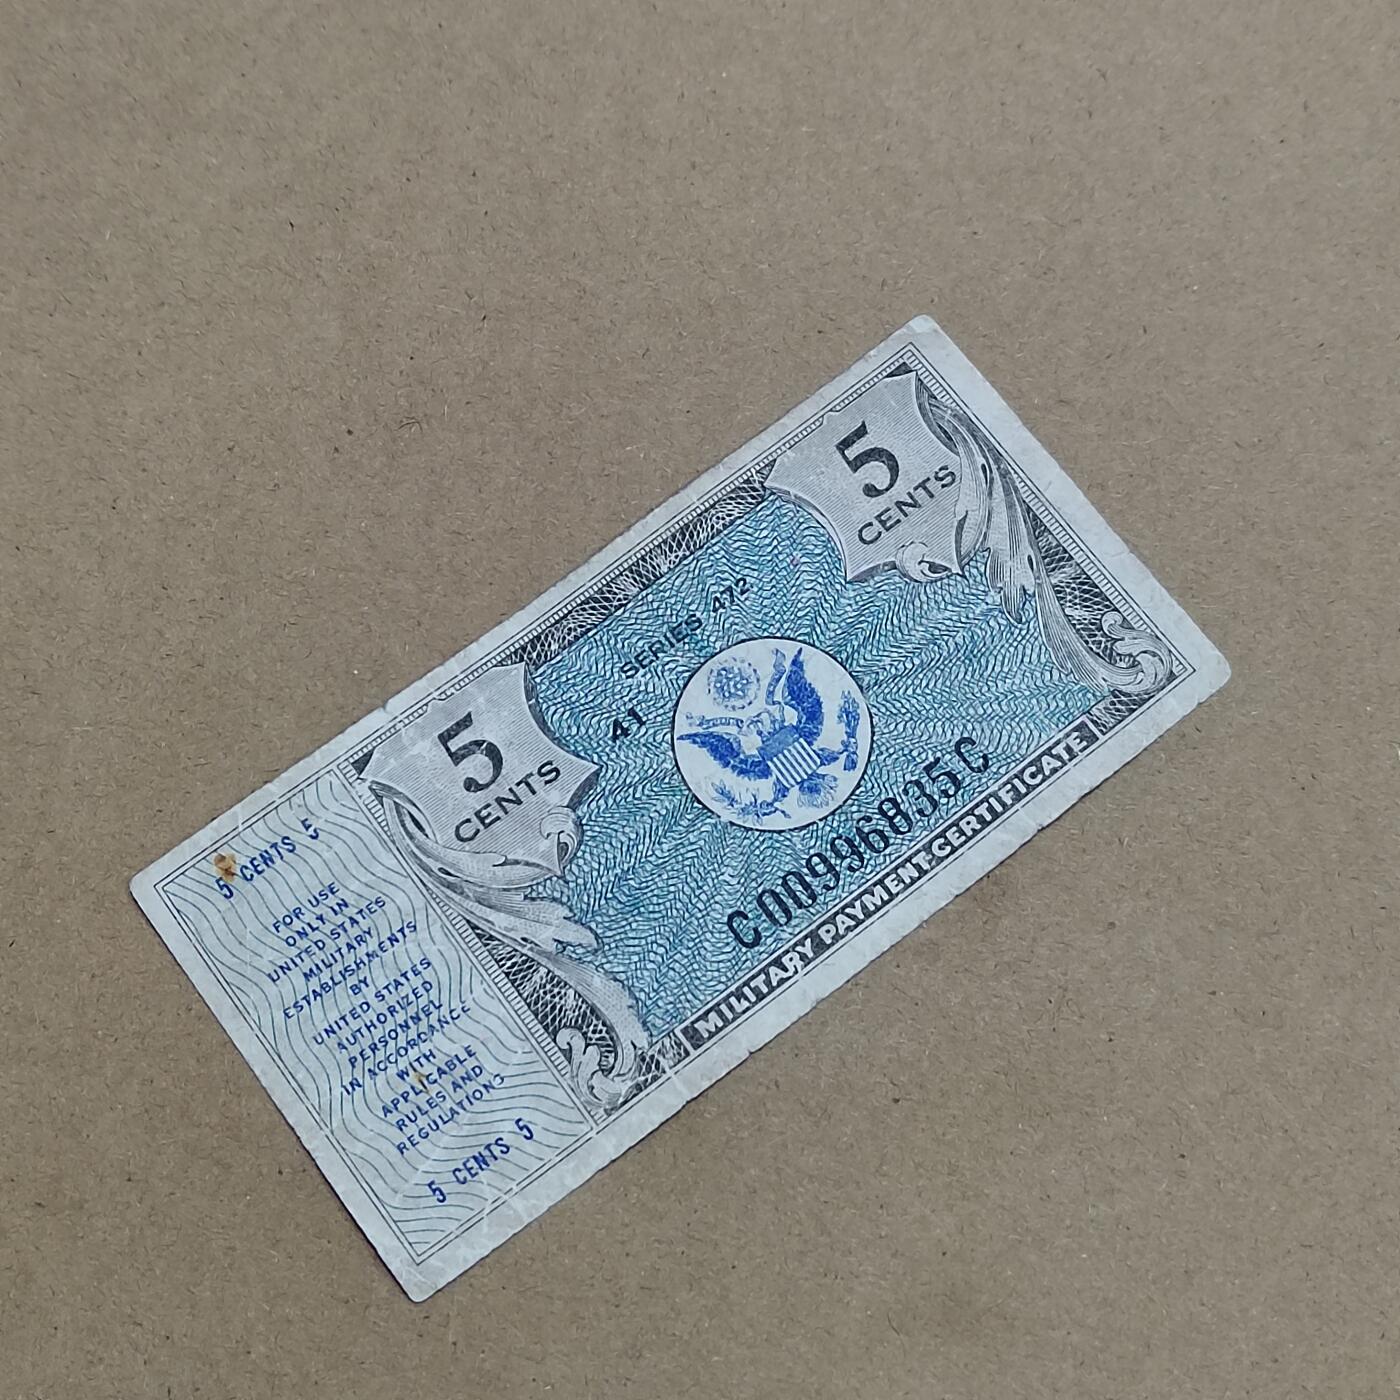 5 CENTS 5
FOR USE
ONLY IN
UNITED STATES
MILITARY
ESTABLISHMENTS
BY
UNITED STATES
AUTHORIZED
PERSONNEL
IN ACCORDANCE
WITH
APPLICABLE
RULES AND
REGULATIONS
5 CENTS 5
5
CENTS
SERIES 472
41
5
CENTS
C00996835C
MILITARY PAYMENT CERTIFICATE